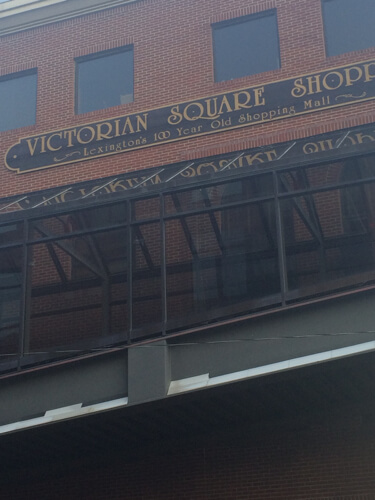 VICTORIAN SQUARE SHOPP
Lexington's 100 Year Old Shopping Mall